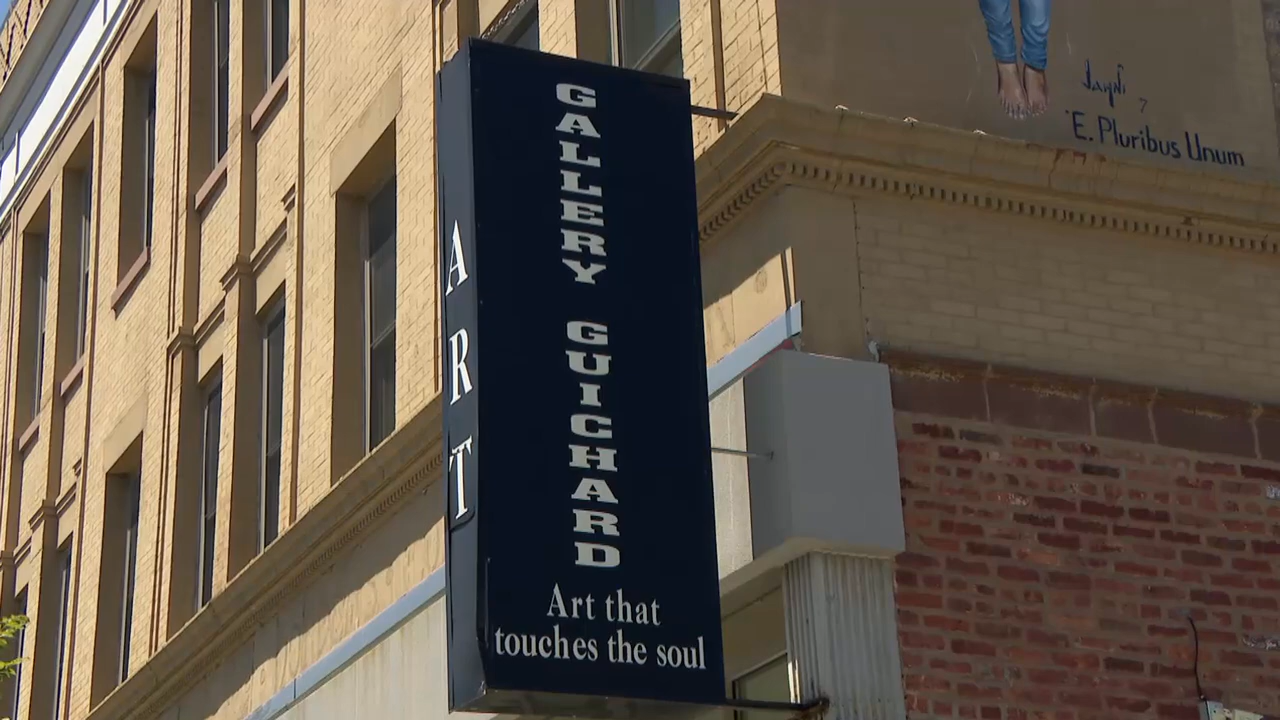 ART
GALLERY GUICHARD
Art that
touches the soul
E. Pluribus Unum